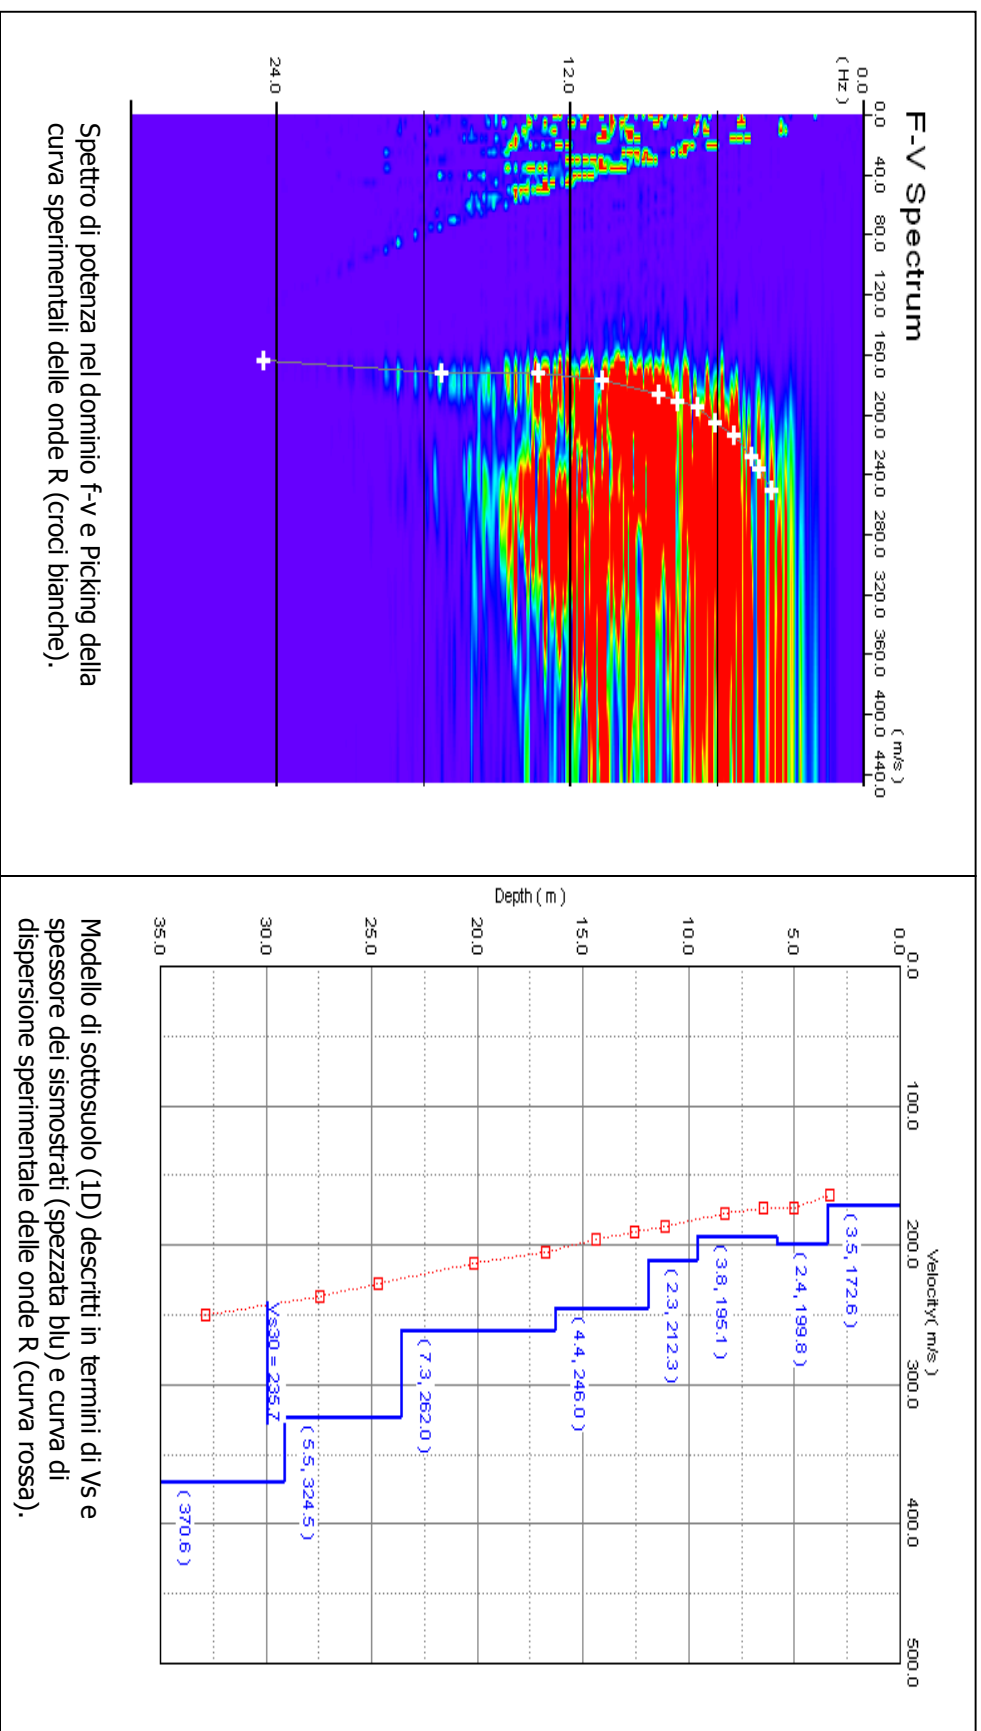 F-V Spectrum
( m/s )
0.0 40.0 80.0 120.0 160.0 200.0 240.0 280.0 320.0 360.0 400.0 440.0
0.0
( Hz )
12.0
24.0
Spettro di potenza nel dominio f-v e Picking della
curva sperimentali delle onde R (croci bianche).
Velocity( m/s )
0.0 100.0 200.0 300.0 400.0 500.0
0.0
5.0
10.0
15.0
20.0
25.0
30.0
35.0
Depth ( m )
( 3.5, 172.6 )
( 2.4, 199.8 )
( 3.8, 195.1 )
( 2.3, 212.3 )
( 4.4, 246.0 )
( 7.3, 262.0 )
( 5.5, 324.5 )
Vs30 = 235.7
( 370.6 )
Modello di sottosuolo (1D) descritti in termini di Vs e
spessore dei sismostrati (spezzata blu) e curva di
dispersione sperimentale delle onde R (curva rossa).